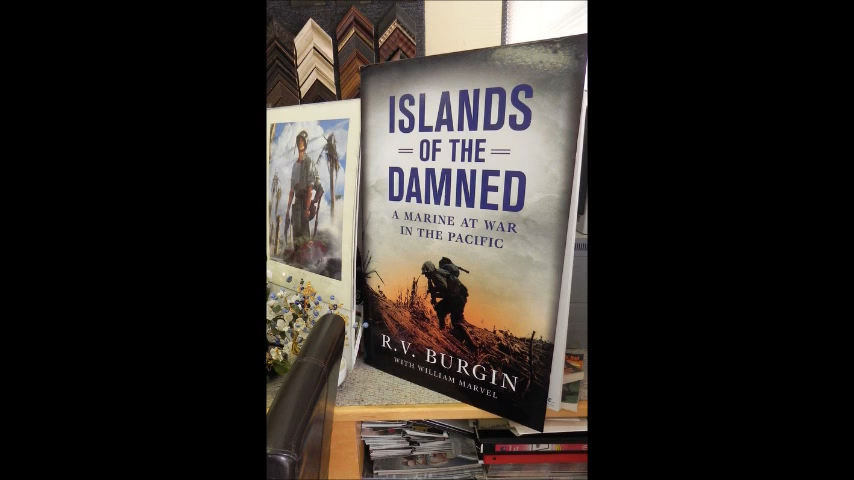 ISLANDS
OF THE
DAMNED
A MARINE AT WAR
IN THE PACIFIC
R.V. BURGIN
WITH WILLIAM MARVEL